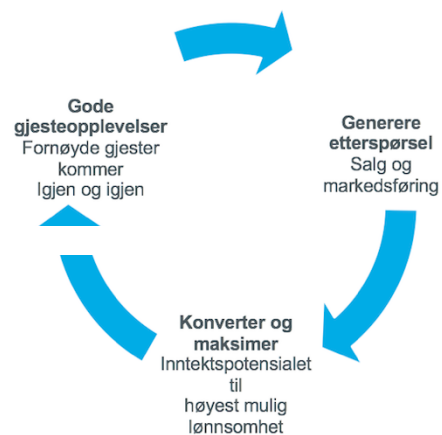 Gode
gjesteopplevelser
Fornøyde gjester
kommer
Igjen og igjen
Generere
etterspørsel
Salg og
markedsføring
Konverter og
maksimer
Inntektspotensialet
til
høyest mulig
lønnsomhet